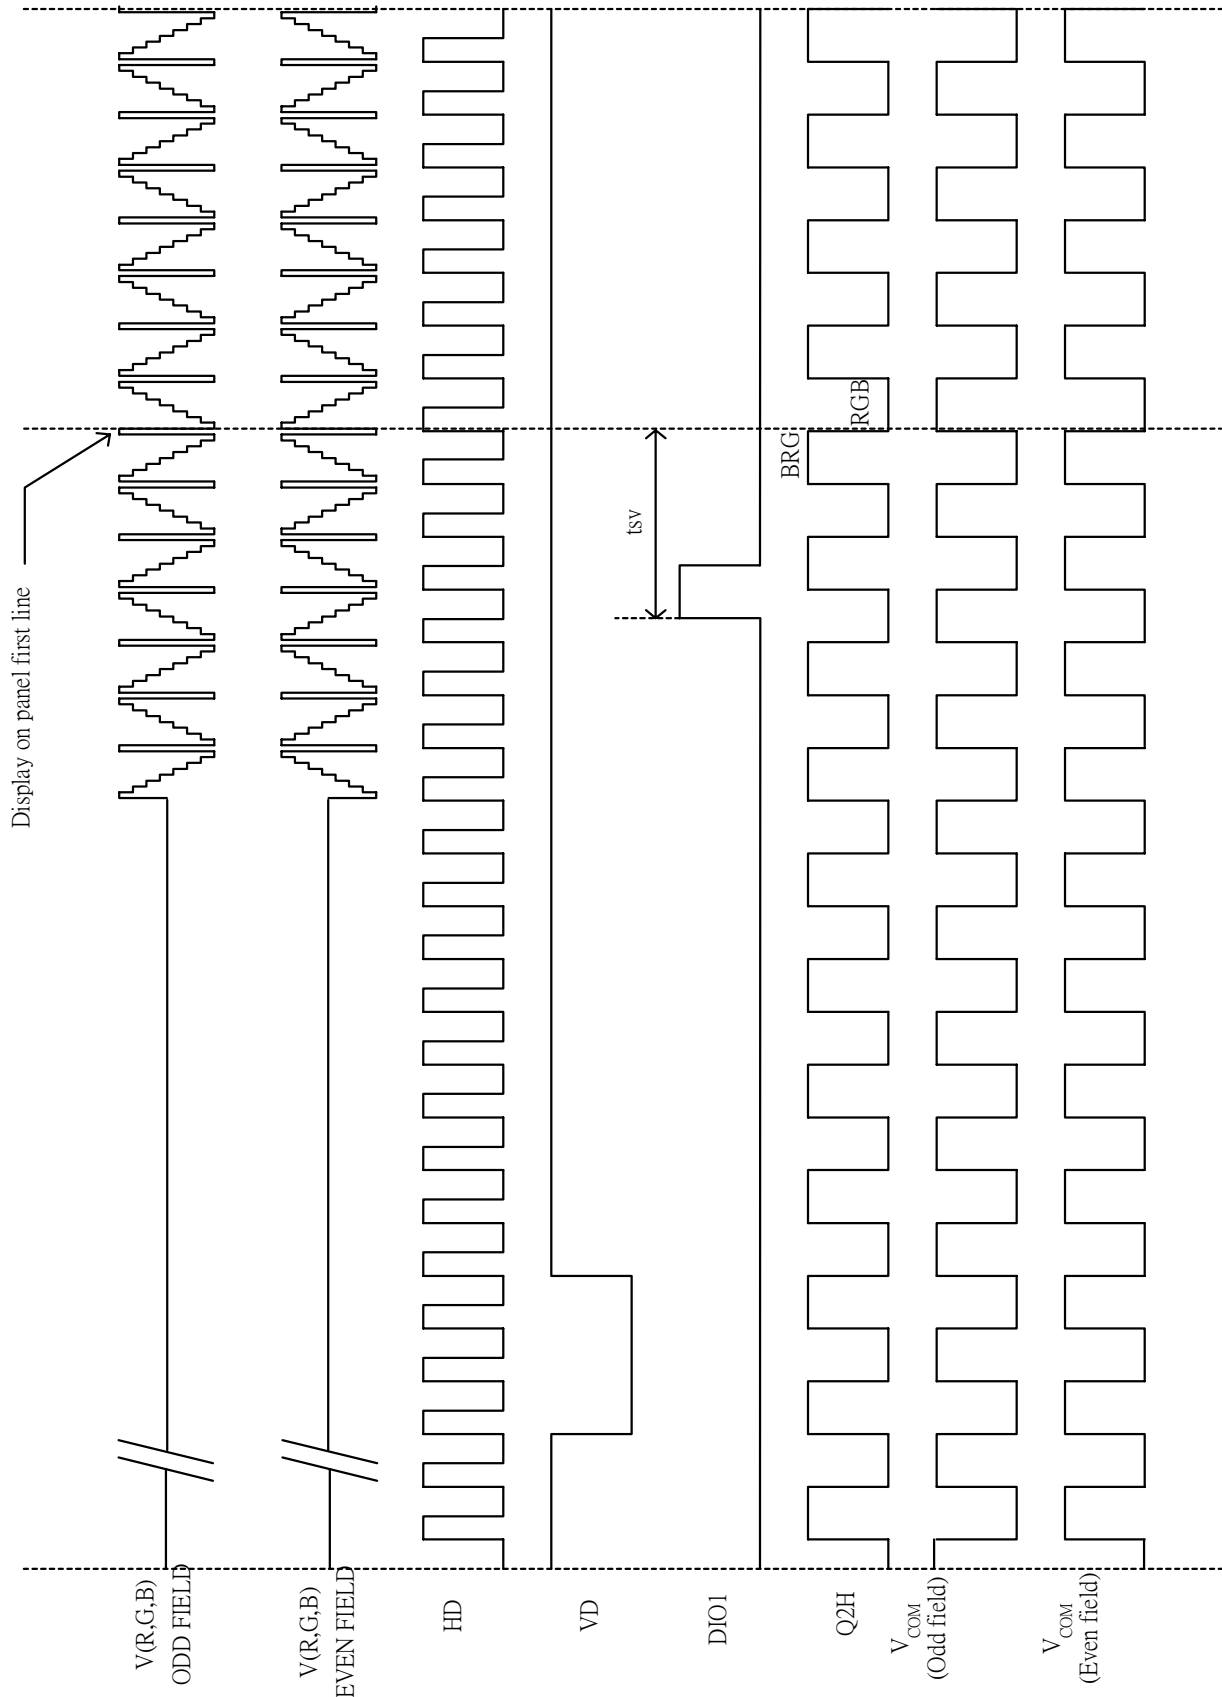 Display on panel first line
V(R,G,B)
ODD FIELD
V(R,G,B)
EVEN FIELD
HD
VD
tsv
DIO1
BRG
RGB
Q2H
VCOM
(Odd field)
VCOM
(Even field)